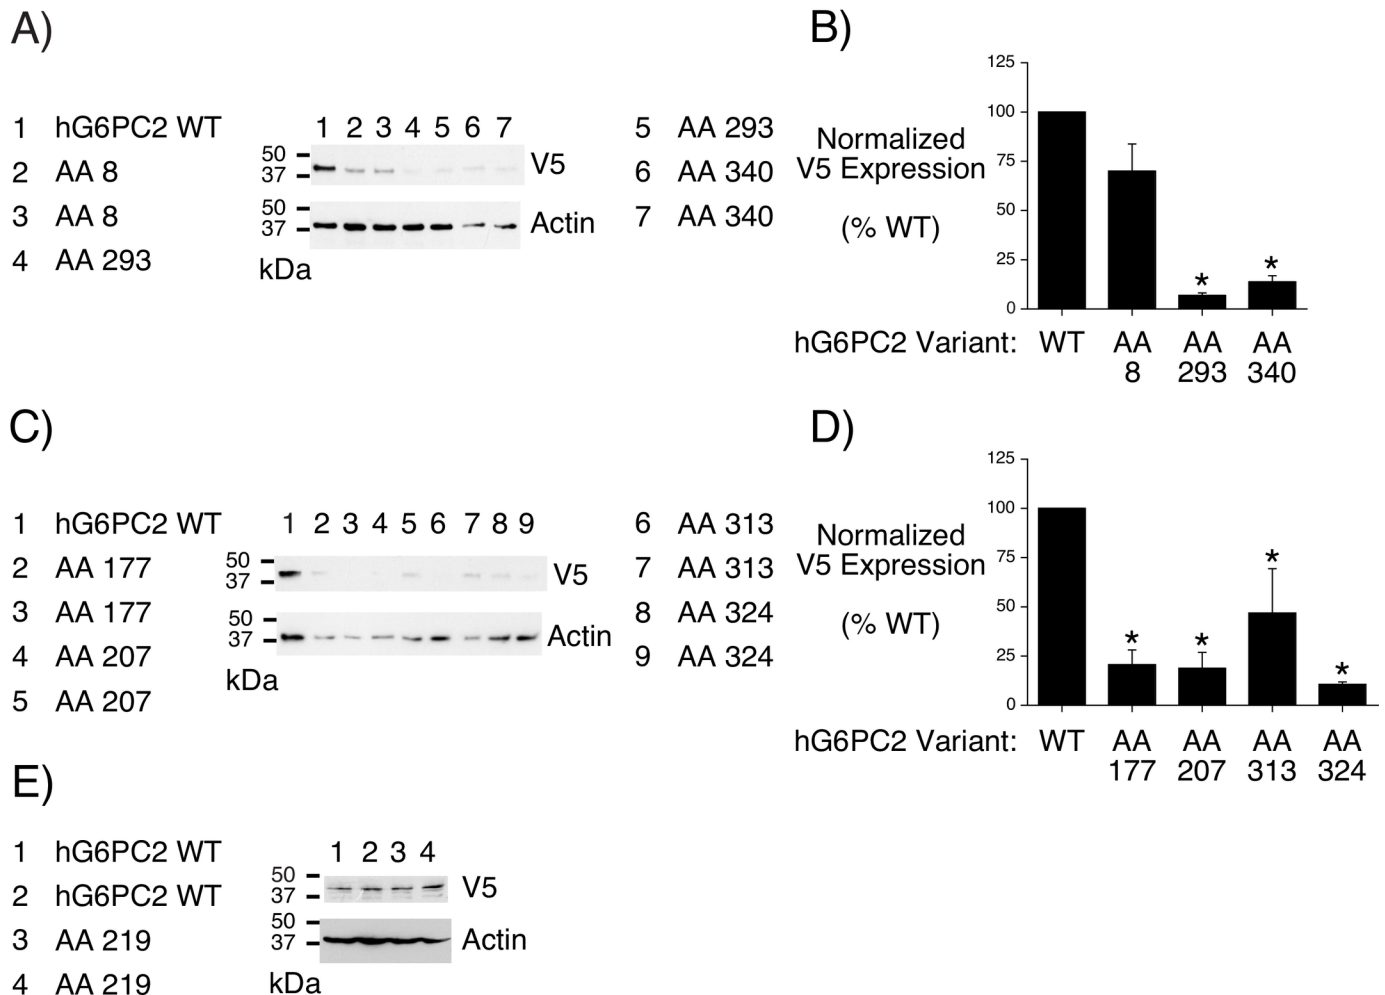 A)
1 hG6PC2 WT
2 AA 8
3 AA 8
4 AA 293
1 2 3 4 5 6 7
50
37
V5
50
37
Actin
kDa
5 AA 293
6 AA 340
7 AA 340
B)
Normalized
V5 Expression
(% WT)
125
100
75
50
25
0
* *
hG6PC2 Variant: WT AA AA AA
8 293 340
C)
1 hG6PC2 WT
2 AA 177
3 AA 177
4 AA 207
5 AA 207
1 2 3 4 5 6 7 8 9
50
37
V5
50
37
Actin
kDa
6 AA 313
7 AA 313
8 AA 324
9 AA 324
D)
Normalized
V5 Expression
(% WT)
125
100
75
50
25
0
* * * *
hG6PC2 Variant: WT AA AA AA AA
177 207 313 324
E)
1 hG6PC2 WT
2 hG6PC2 WT
3 AA 219
4 AA 219
1 2 3 4
50
37
V5
50
37
Actin
kDa